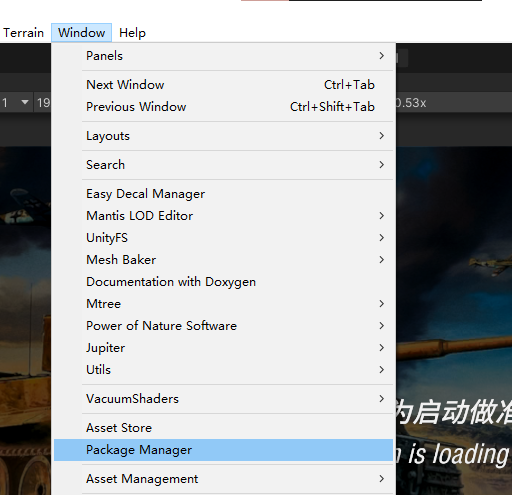 Terrain Window Help
Panels
Next Window Ctrl+Tab
Previous Window Ctrl+Shift+Tab
1 19 0.53x
Layouts
Search
Easy Decal Manager
Mantis LOD Editor
UnityFS
Mesh Baker
Documentation with Doxygen
Mtree
Power of Nature Software
Jupiter
Utils
VacuumShaders
为启动做准
Asset Store
Package Manager
is loading
Asset Management